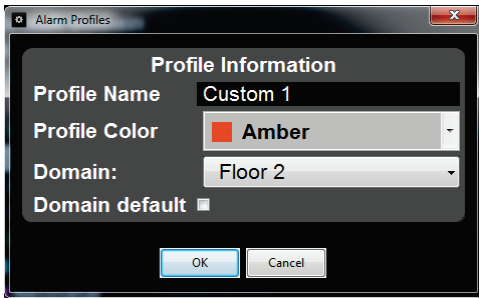 Alarm Profiles
Profile Information
Profile Name Custom 1
Profile Color Amber
Domain: Floor 2
Domain default
OK Cancel